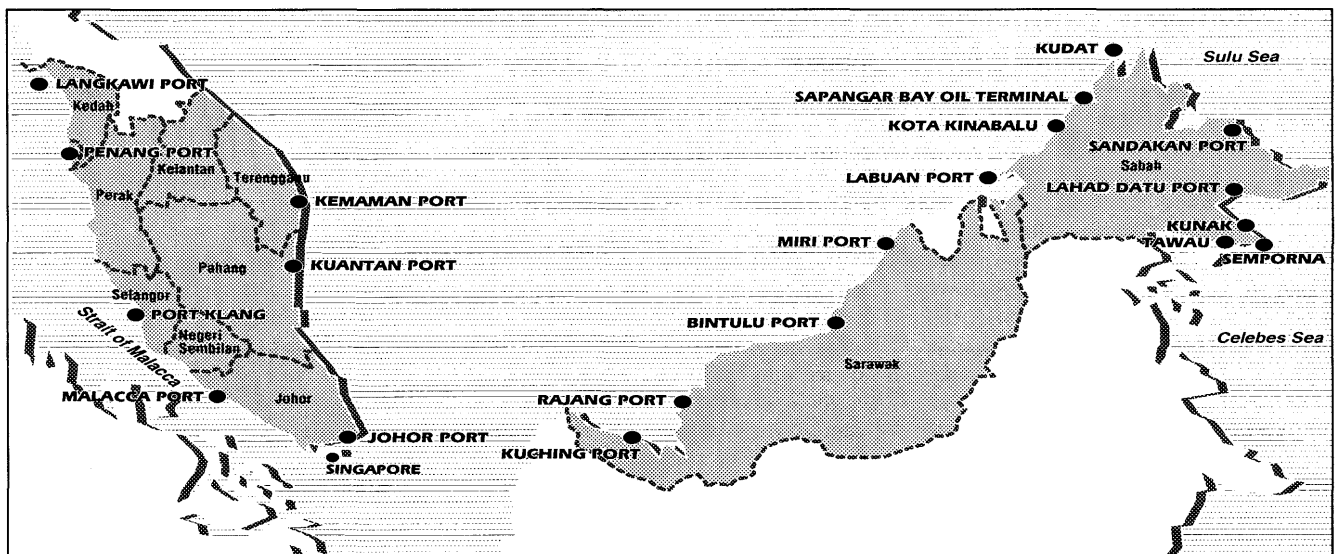 KUDAT
Sulu Sea
LANGKAWI PORT
Kedah
SAPANGAR BAY OIL TERMINAL
KOTA KINABALU
SANDAKAN PORT
PENANG PORT
Kelantan
Terengganu
Sabah
LABUAN PORT
LAHAD DATU PORT
Perak
KEMAMAN PORT
KUNAK
MIRI PORT
TAWAU
SEMPORNA
Pahang
KUANTAN PORT
Selangor
PORT KLANG
Strait of Malacca
BINTULU PORT
Negeri
Sembilan
Celebes Sea
Sarawak
MALACCA PORT
Johor
RAJANG PORT
JOHOR PORT
KUCHING PORT
SINGAPORE